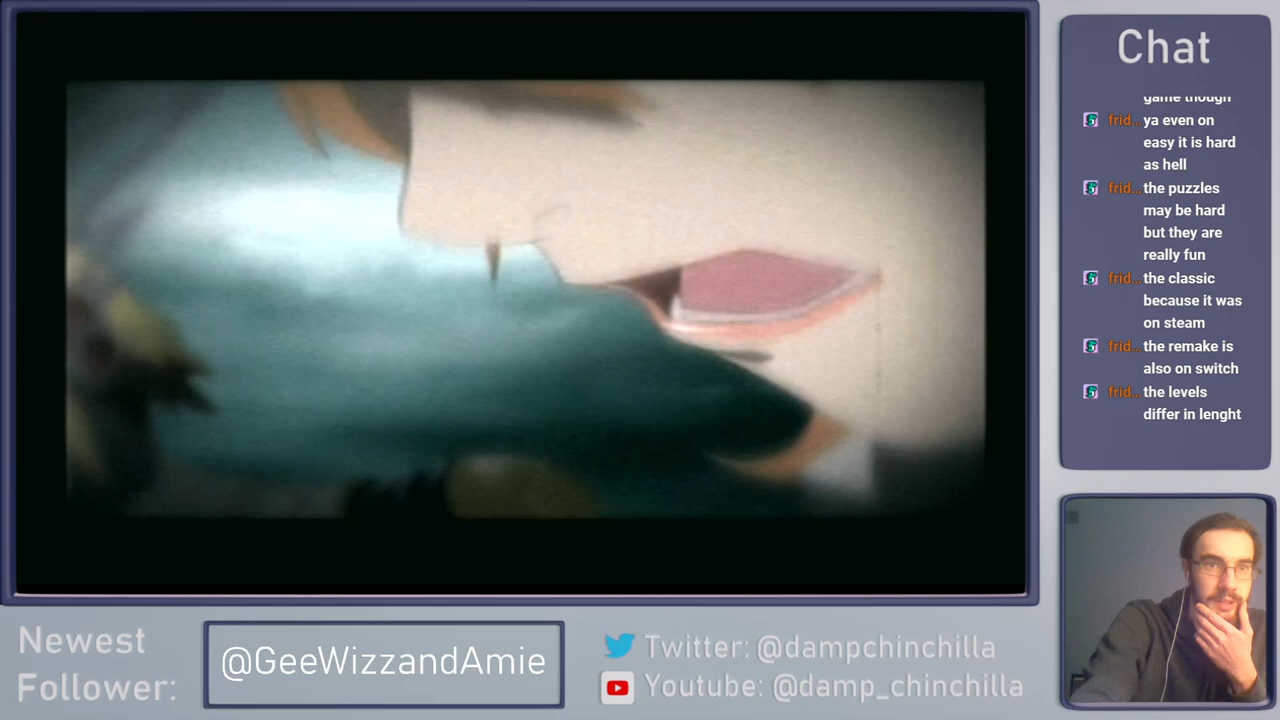 Chat
game though
frid... ya even on
easy it is hard
as hell
frid... the puzzles
may be hard
but they are
really fun
frid... the classic
because it was
on steam
frid... the remake is
also on switch
frid... the levels
differ in lenght
Newest
Follower:
@GeeWizzandAmie
Twitter: @dampchinchilla
Youtube: @damp_chinchilla